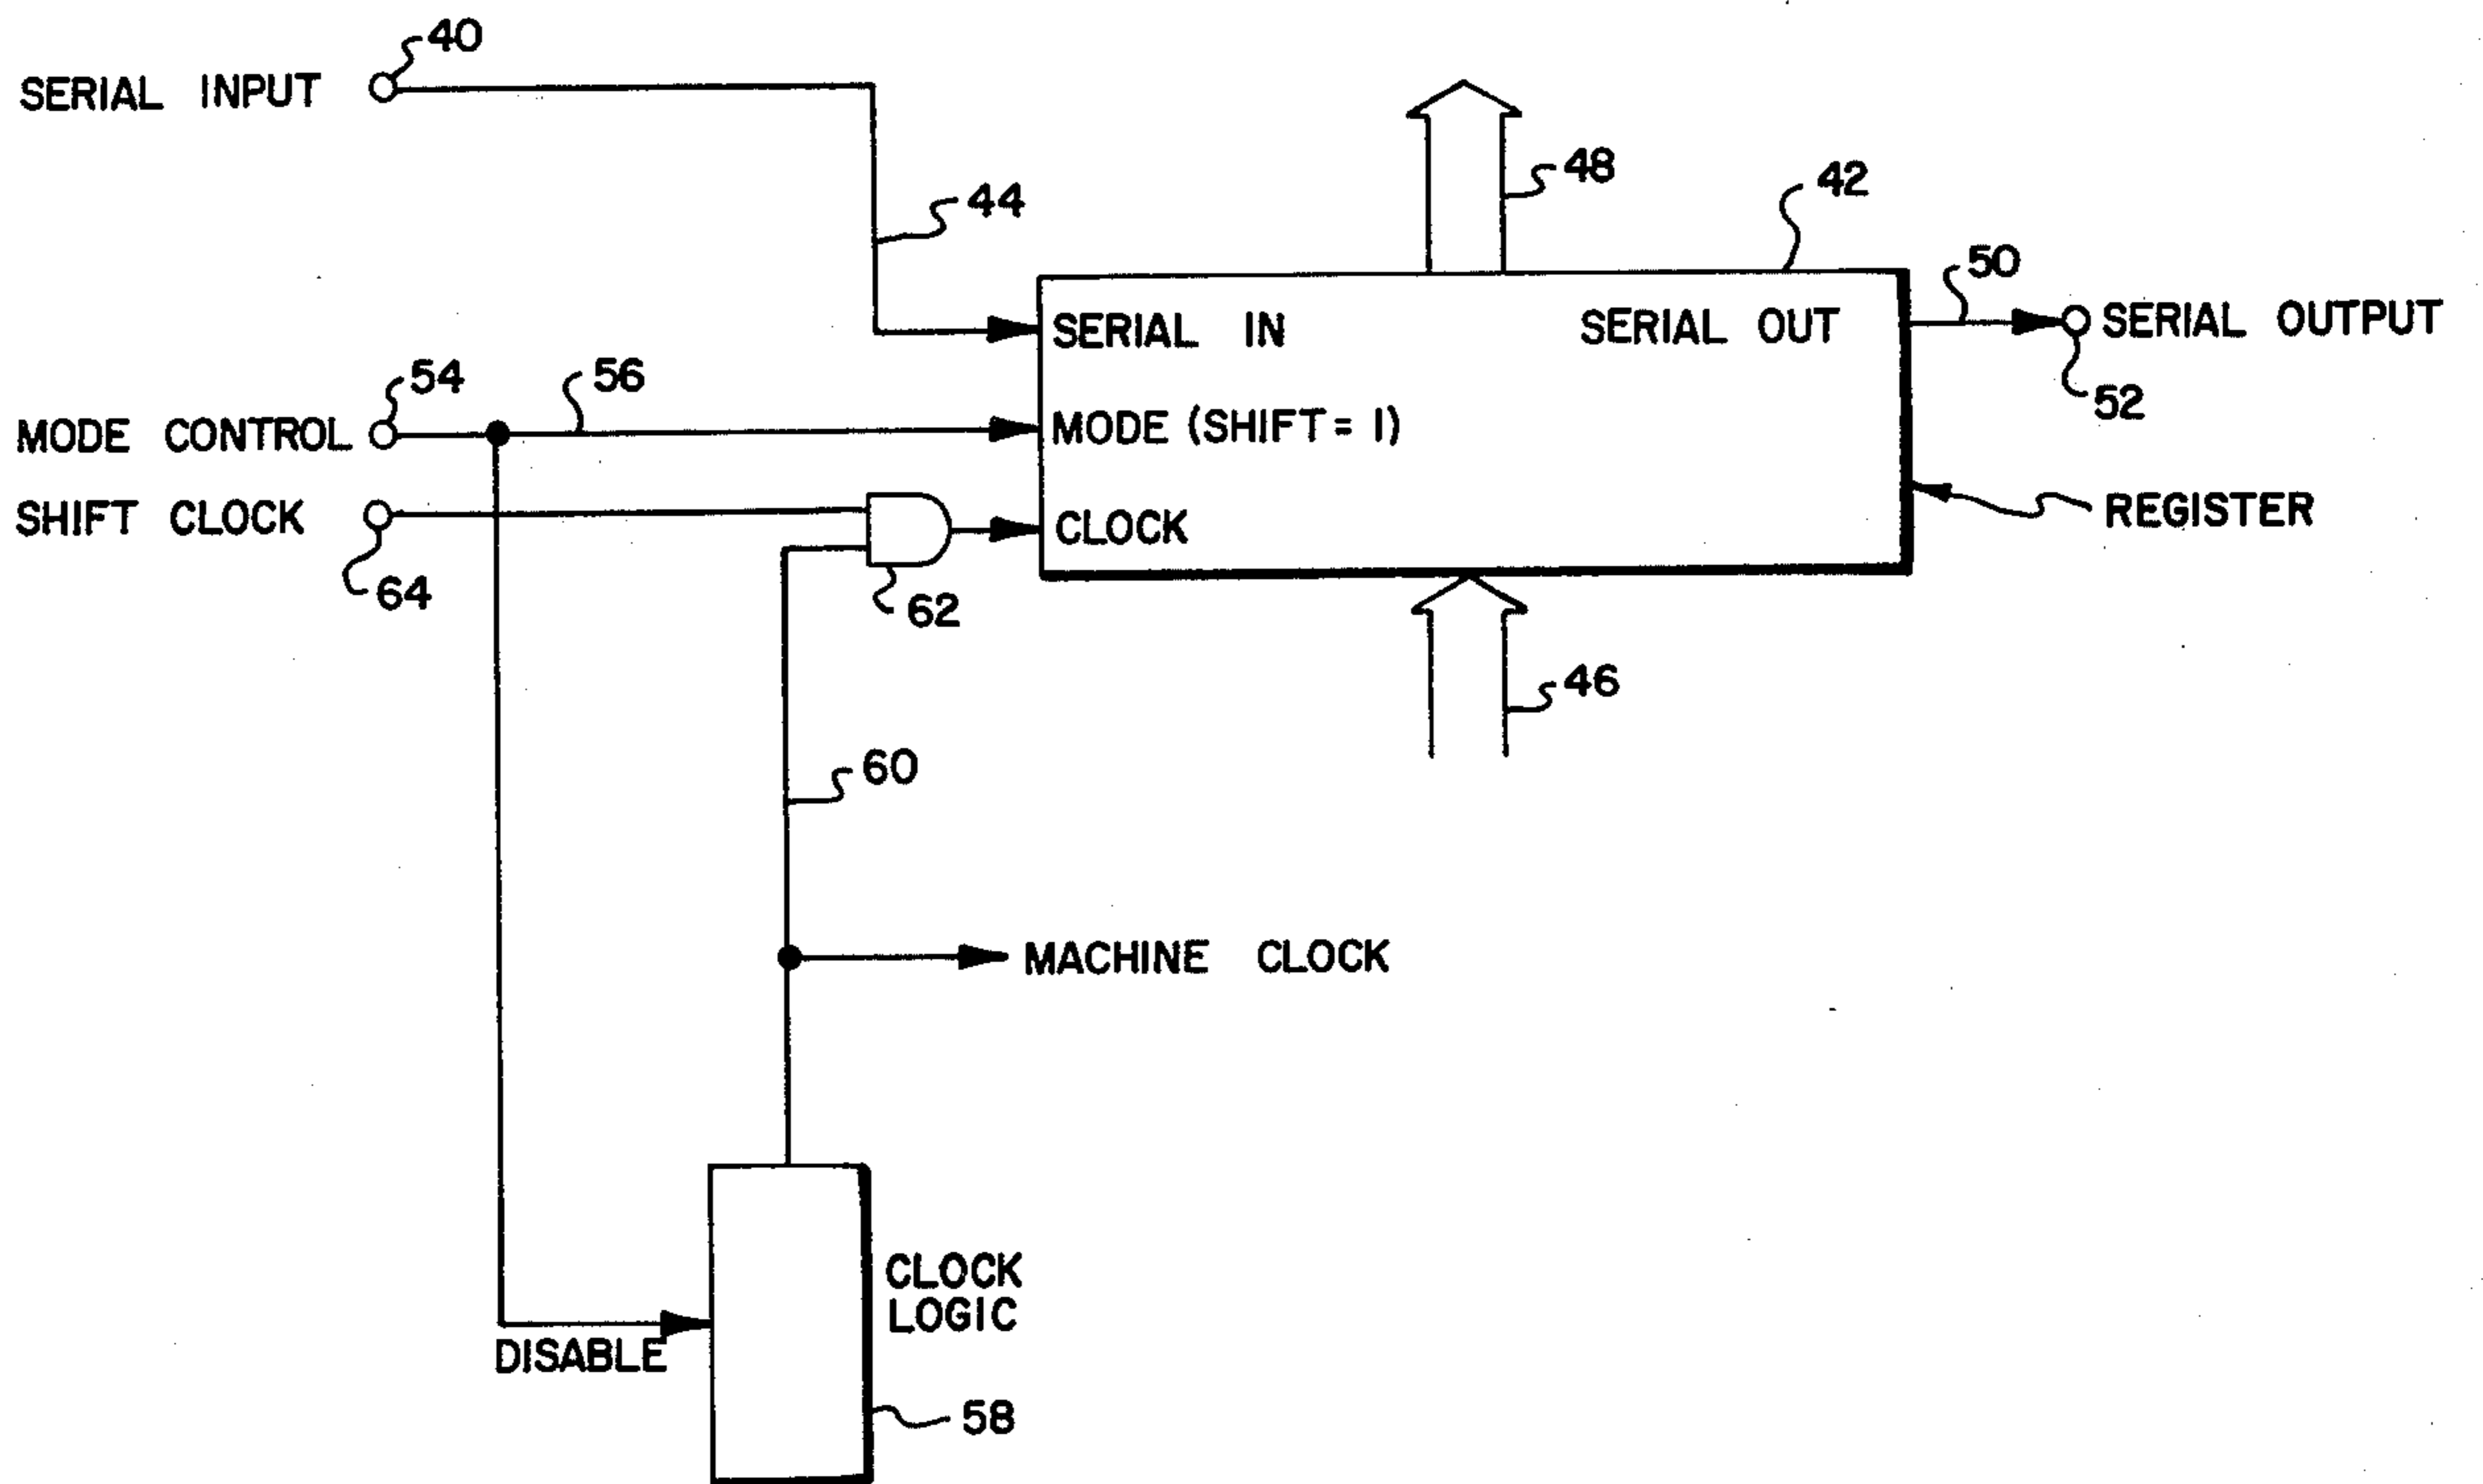 40
SERIAL INPUT
48
42
44
50
SERIAL IN
SERIAL OUT
SERIAL OUTPUT
52
54
56
MODE CONTROL
MODE (SHIFT = 1)
SHIFT CLOCK
CLOCK
REGISTER
64
62
46
60
MACHINE CLOCK
CLOCK
LOGIC
DISABLE
58